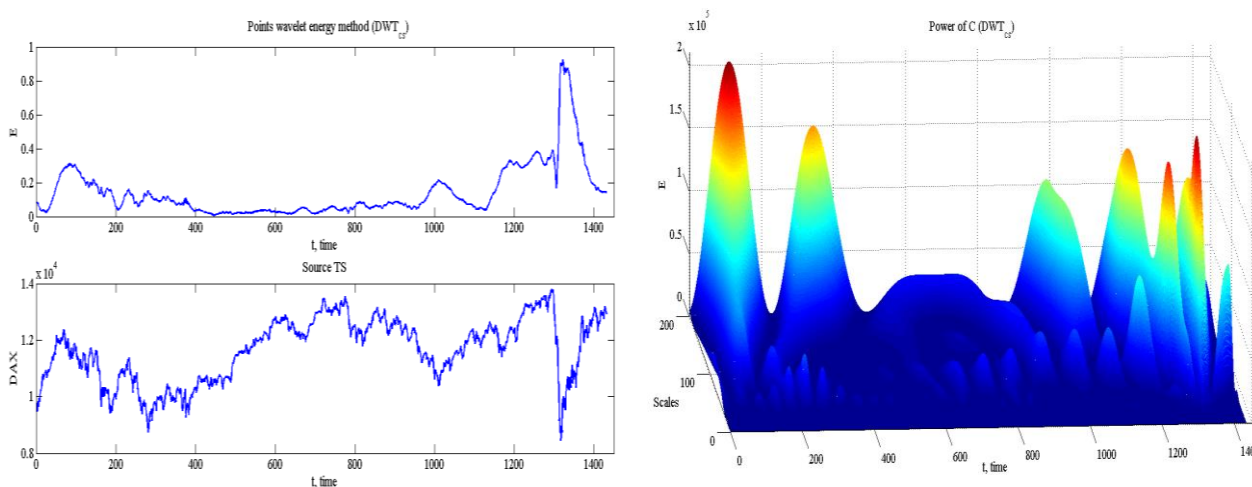 Points wavelet energy method (DWT_cs)
1
0.8
0.6
0.4
0.2
0
E
0 200 400 600 800 1000 1200 1400
t, time
Source TS
x 10^4
1.4
1.2
1
0.8
DAX
0 200 400 600 800 1000 1200 1400
t, time
x 10^5
Power of C (DWT_cs)
2
1.5
1
0.5
0
E
200
100
0
Scales
0 200 400 600 800 1000 1200 140
t, time